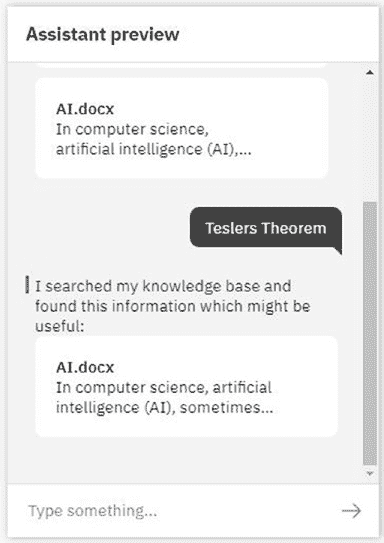 Assistant preview
AI.docx
In computer science,
artificial intelligence (AI),...
Teslers Theorem
I searched my knowledge base and
found this information which might be
useful:
AI.docx
In computer science, artificial
intelligence (AI), sometimes...
Type something...